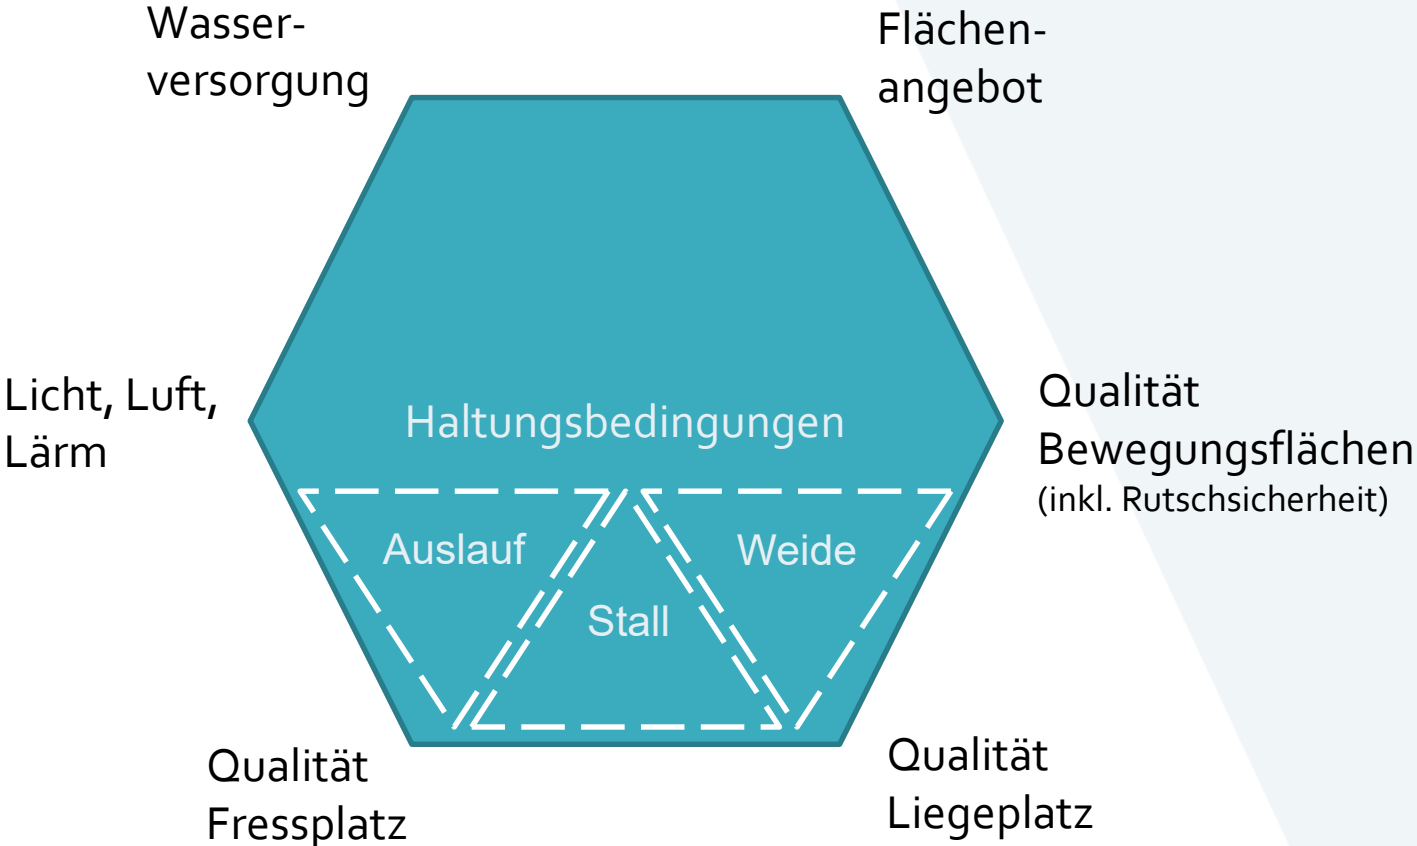 Wasser-
versorgung
Flächen-
angebot
Licht, Luft,
Lärm
Haltungsbedingungen
Qualität
Bewegungsflächen
(inkl. Rutschsicherheit)
Auslauf
Weide
Stall
Qualität
Fressplatz
Qualität
Liegeplatz